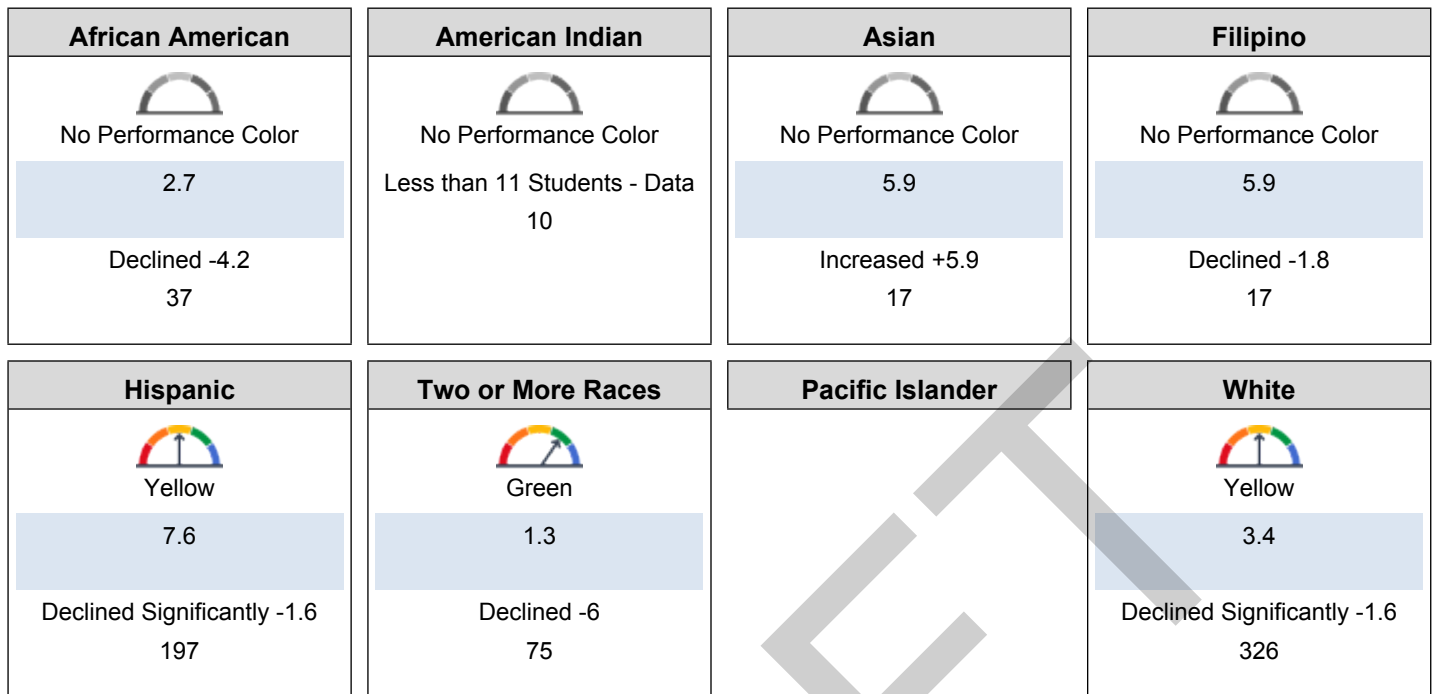 African American
No Performance Color
2.7
Declined -4.2
37
American Indian
No Performance Color
Less than 11 Students - Data
10
Asian
No Performance Color
5.9
Increased +5.9
17
Filipino
No Performance Color
5.9
Declined -1.8
17
Hispanic
Yellow
7.6
Declined Significantly -1.6
197
Two or More Races
Green
1.3
Declined -6
75
Pacific Islander
White
Yellow
3.4
Declined Significantly -1.6
326